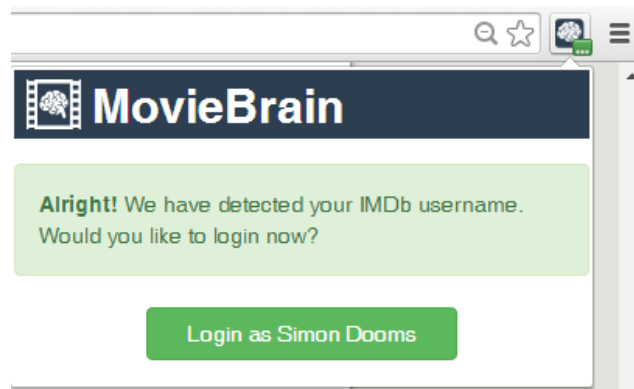 MovieBrain
Alright! We have detected your IMDb username.
Would you like to login now?
Login as Simon Dooms